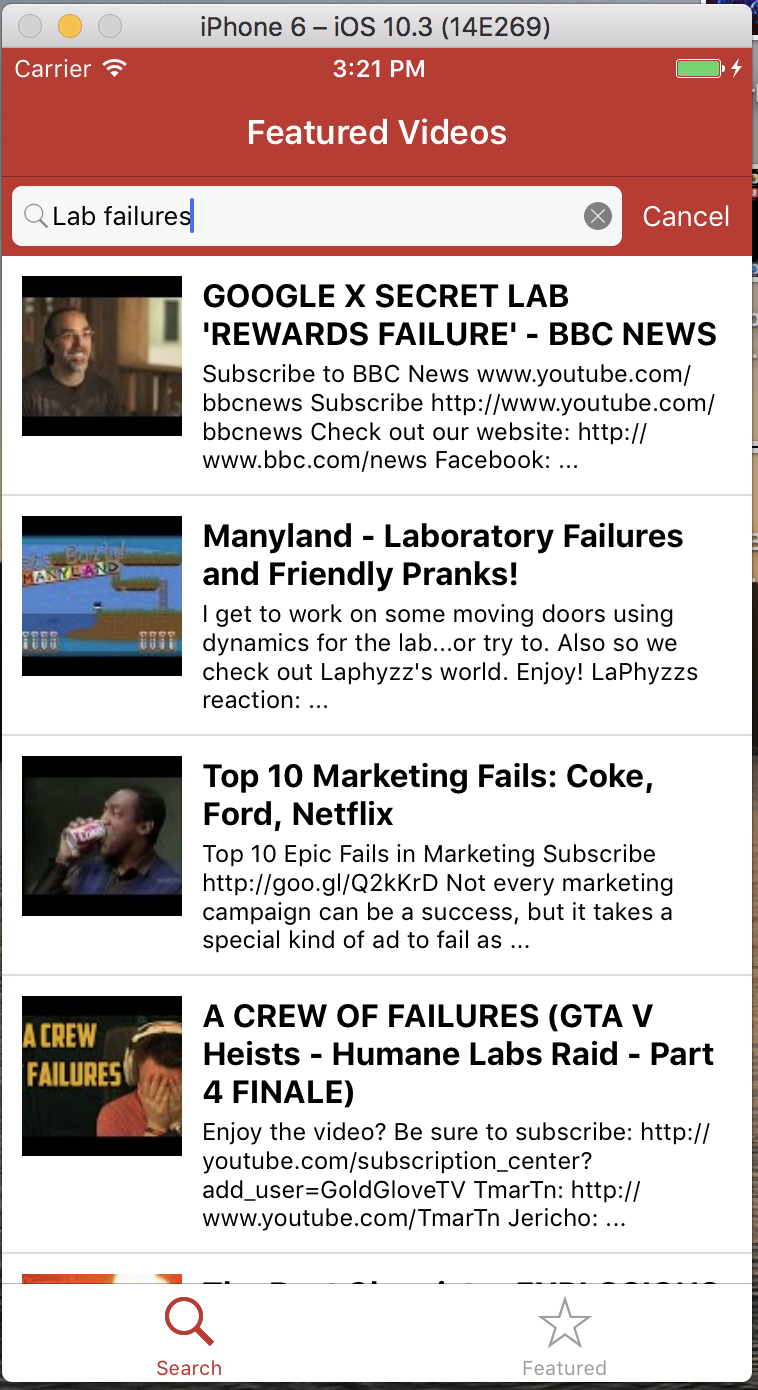 iPhone 6 – iOS 10.3 (14E269)
Carrier 3:21 PM
Featured Videos
Lab failures Cancel
GOOGLE X SECRET LAB
'REWARDS FAILURE' - BBC NEWS
Subscribe to BBC News www.youtube.com/
bbcnews Subscribe http://www.youtube.com/
bbcnews Check out our website: http://
www.bbc.com/news Facebook: ...
MANYLAND
Manyland - Laboratory Failures
and Friendly Pranks!
I get to work on some moving doors using
dynamics for the lab...or try to. Also so we
check out Laphyzz's world. Enjoy! LaPhyzzs
reaction: ...
Top 10 Marketing Fails: Coke,
Ford, Netflix
Top 10 Epic Fails in Marketing Subscribe
http://goo.gl/Q2kKrD Not every marketing
campaign can be a success, but it takes a
special kind of ad to fail as ...
A CREW
FAILURES
A CREW OF FAILURES (GTA V
Heists - Humane Labs Raid - Part
4 FINALE)
Enjoy the video? Be sure to subscribe: http://
youtube.com/subscription_center?
add_user=GoldGloveTV TmarTn: http://
www.youtube.com/TmarTn Jericho: ...
Search Featured